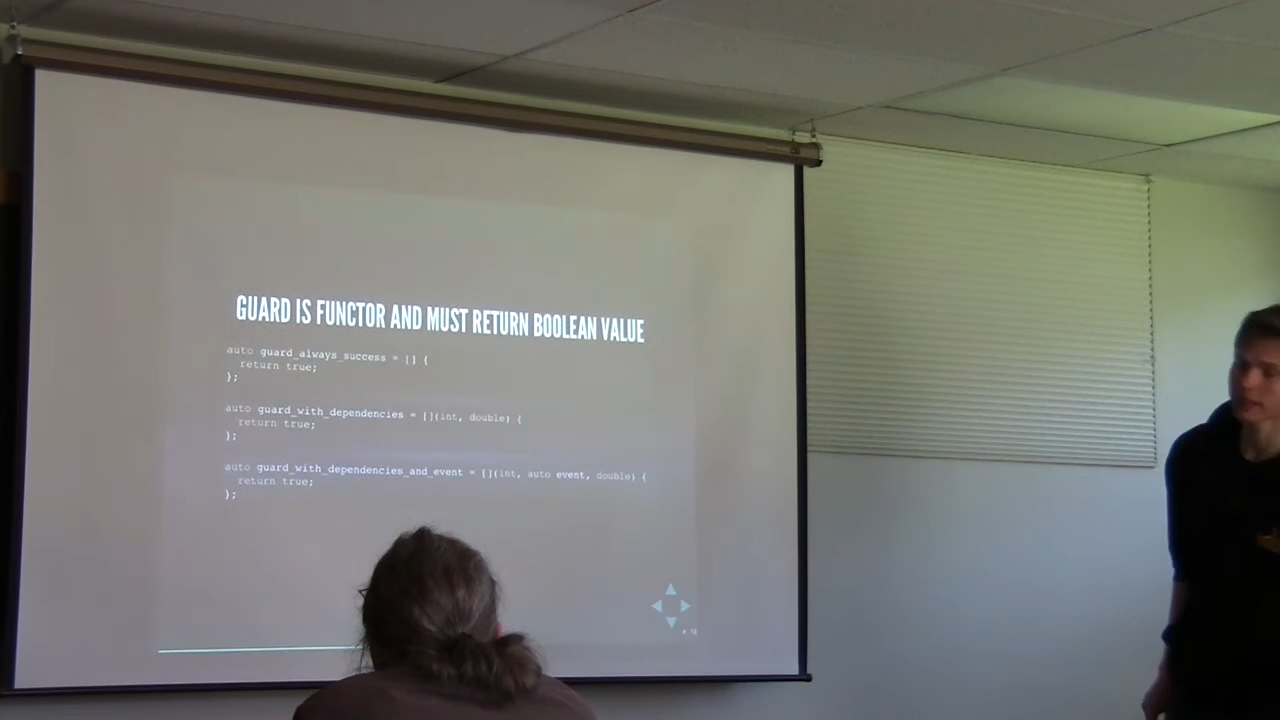 GUARD IS FUNCTOR AND MUST RETURN BOOLEAN VALUE
auto guard_always_success = [] {
return true;
};
auto guard_with_dependencies = [](int, double) {
return true;
};
auto guard_with_dependencies_and_event = [](int, auto event, double) {
return true;
};